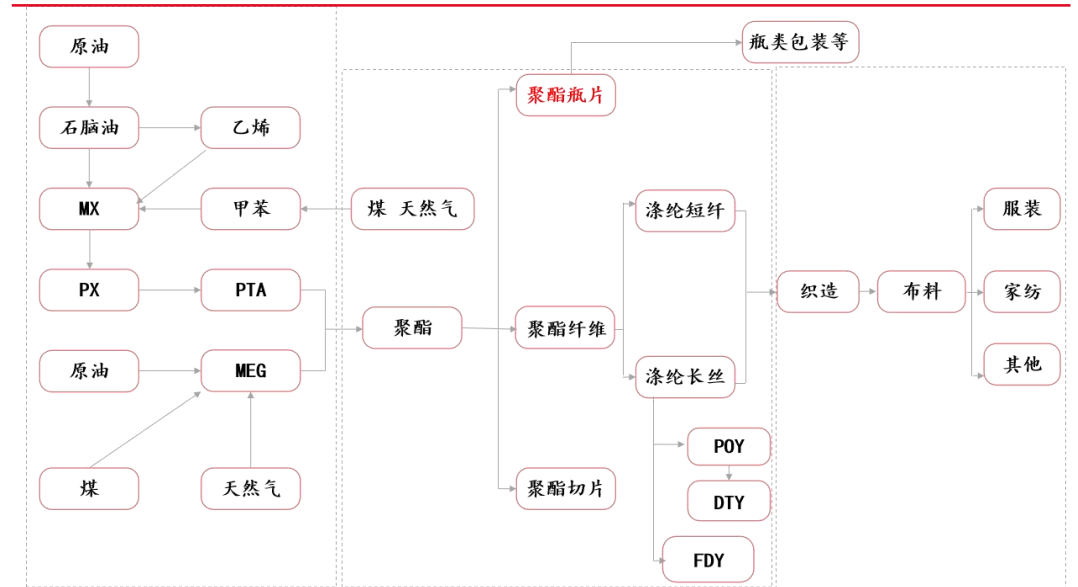 原油
瓶类包装等
聚酯瓶片
石脑油
乙烯
MX
甲苯
煤 天然气
涤纶短纤
服装
PX
PTA
织造
布料
家纺
聚酯
聚酯纤维
原油
MEG
涤纶长丝
其他
POY
煤
天然气
聚酯切片
DTY
FDY